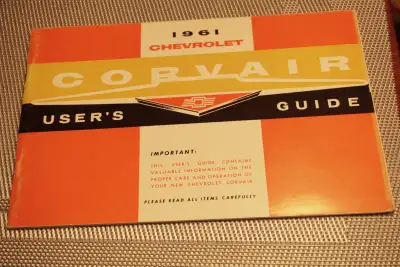 1961
CHEVROLET
CORVAIR
USER'S GUIDE
IMPORTANT:
THIS USER'S GUIDE CONTAINS
VALUABLE INFORMATION ON THE
PROPER CARE AND OPERATION OF
YOUR NEW CHEVROLET CORVAIR
PLEASE READ ALL ITEMS CAREFULLY